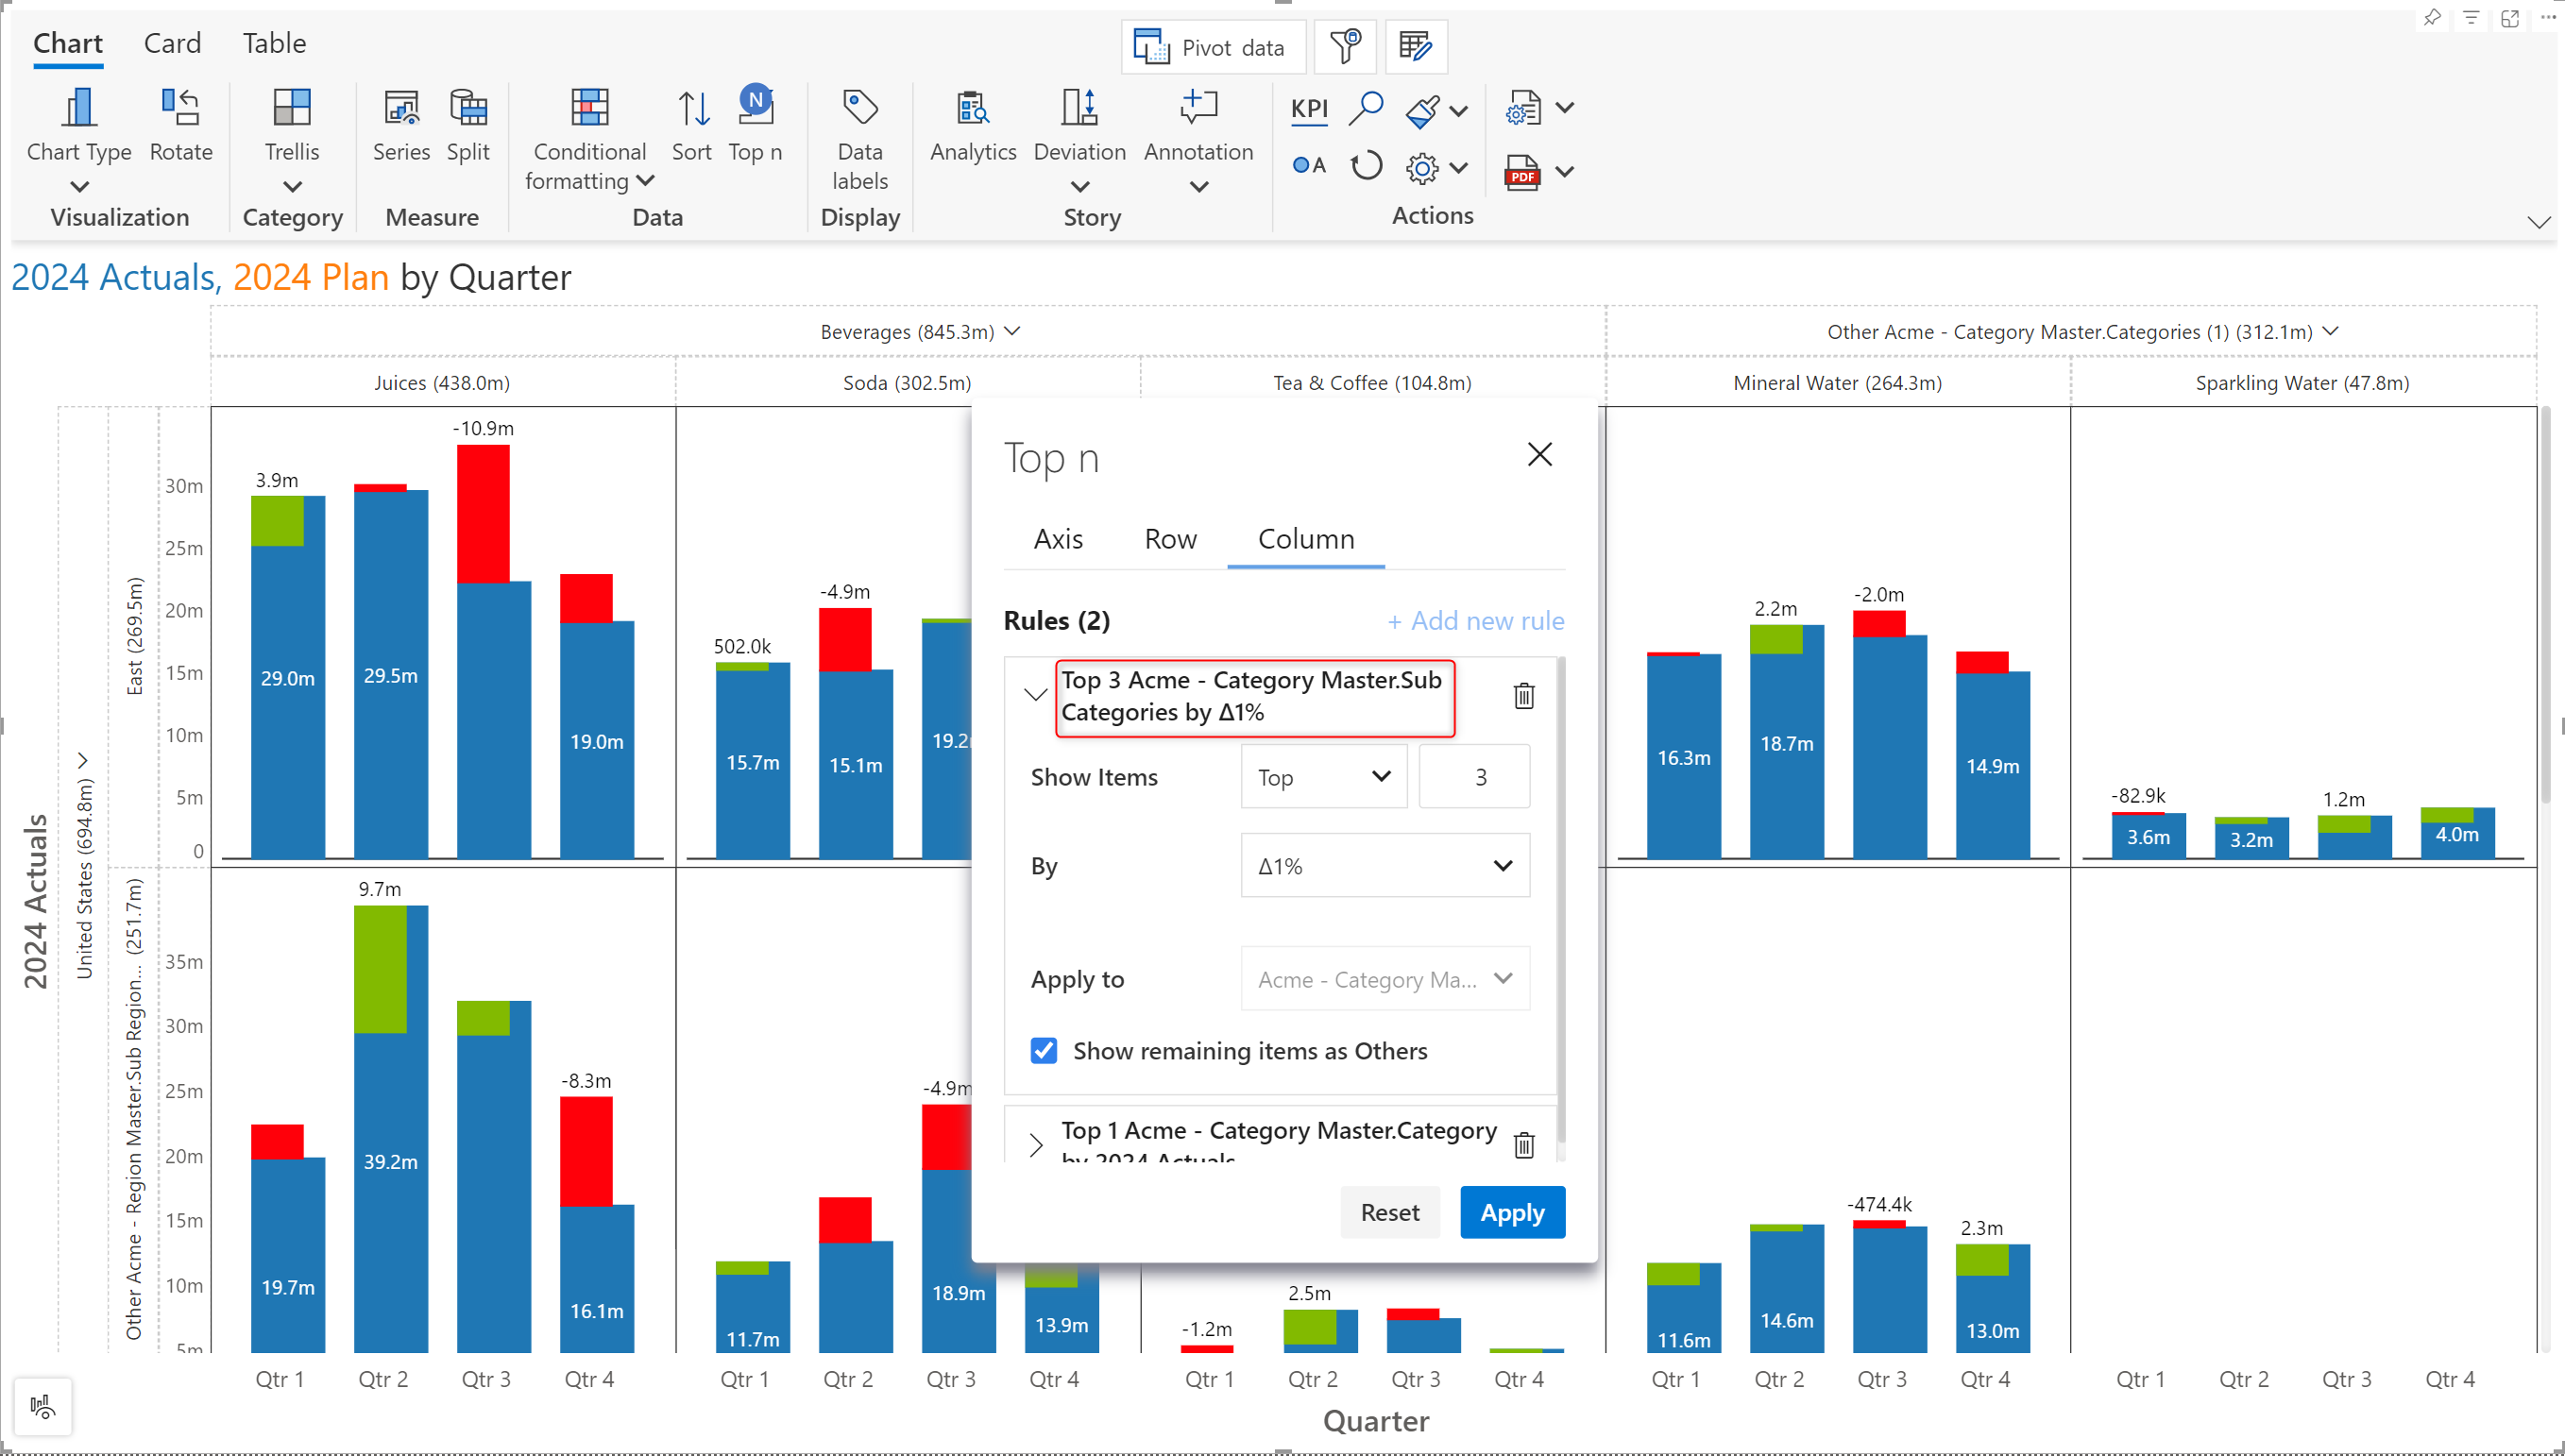 Chart Card Table
Pivot data
Chart Type Rotate Trellis Series Split Conditional formatting Sort Top n Data labels Analytics Deviation Annotation KPI
A
PDF
Visualization Category Measure Data Display Story Actions
2024 Actuals, 2024 Plan by Quarter
Beverages (845.3m) Other Acme - Category Master.Categories (1) (312.1m)
Juices (438.0m) Soda (302.5m) Tea & Coffee (104.8m) Mineral Water (264.3m) Sparkling Water (47.8m)
2024 Actuals
United States (694.8m)
East (269.5m)
30m
25m
20m
15m
10m
5m
0
3.9m
-10.9m
29.0m
29.5m
19.0m
502.0k
-4.9m
15.7m
15.1m
2.2m
-2.0m
16.3m
18.7m
14.9m
-82.9k
1.2m
3.6m
3.2m
4.0m
Other Acme - Region Master.Sub Region... (251.7m)
35m
30m
25m
20m
15m
10m
9.7m
-8.3m
19.7m
39.2m
16.1m
-4.9m
11.7m
18.9m
13.9m
-1.2m
2.5m
-474.4k
2.3m
11.6m
14.6m
13.0m
Qtr 1 Qtr 2 Qtr 3 Qtr 4 Qtr 1 Qtr 2 Qtr 3 Qtr 4 Qtr 1 Qtr 2 Qtr 3 Qtr 4 Qtr 1 Qtr 2 Qtr 3 Qtr 4 Qtr 1 Qtr 2 Qtr 3 Qtr 4
Quarter
Top n
Axis Row Column
Rules (2) + Add new rule
Top 3 Acme - Category Master.Sub
Categories by Δ1%
Show Items Top 3
By Δ1%
Apply to Acme - Category Ma...
Show remaining items as Others
Top 1 Acme - Category Master.Category
by 2024 Actuals
Reset Apply